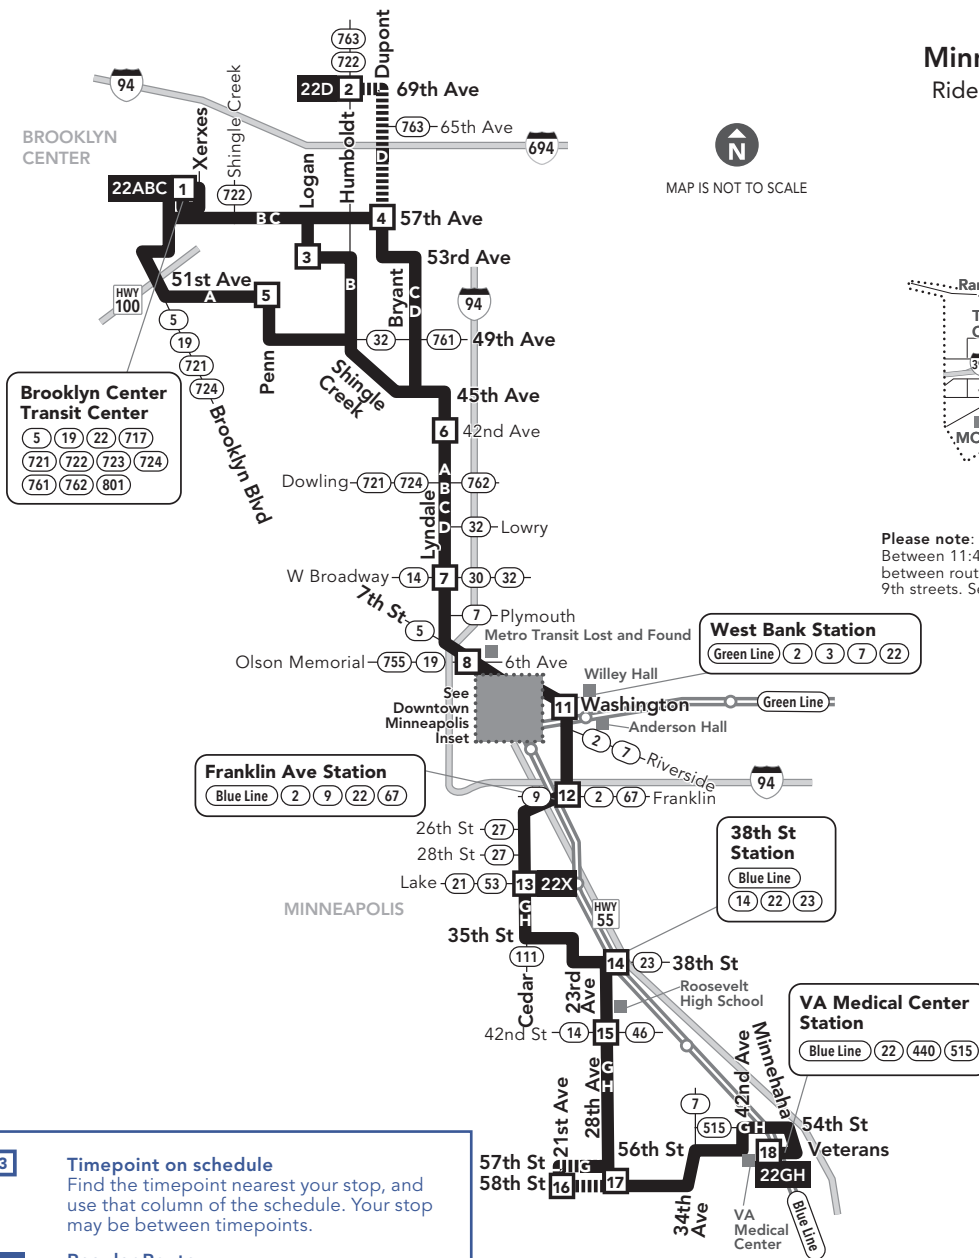 763
722
Dupont
Minn
Ride
94
22D 2 69th Ave
BROOKLYN
CENTER
Xerxes
Shingle Creek
Logan
Humboldt
763 65th Ave
D
694
N
MAP IS NOT TO SCALE
22ABC 1
722
B C
4 57th Ave
3
53rd Ave
51st Ave
A
5
B
Bryant
C
D
94
HWY
100
5
19
721
724
Brooklyn Blvd
Penn
32
761 49th Ave
Shingle
Creek
45th Ave
Brooklyn Center
Transit Center
5 19 22 717
721 722 723 724
761 762 801
6 42nd Ave
Dowling 721 724 762
A
B
C
D
Lyndale
32 Lowry
W Broadway 14 7 30 32
7th St
7 Plymouth
5
Metro Transit Lost and Found
Olson Memorial 755 19 8 6th Ave
Ra
T
C
3
MO
Please note:
Between 11:4
between rout
9th streets. Se
West Bank Station
Green Line 2 3 7 22
Willey Hall
See
Downtown
Minneapolis
Inset
11 Washington
Green Line
Anderson Hall
2 7 Riverside
Franklin Ave Station
Blue Line 2 9 22 67
94
9 12 2 67 Franklin
26th St 27
28th St 27
Lake 21 53 13 22X
MINNEAPOLIS
G
H
HWY
55
38th St
Station
Blue Line
14 22 23
35th St
111
Cedar
23rd
Ave
14 23 38th St
Roosevelt
High School
42nd St 14 15 46
VA Medical Center
Station
Blue Line 22 440 515
G
H
28th Ave
21st Ave
42nd Ave
Minnehaha
7
515 G H 54th St
56th St
18 Veterans
22GH
57th St G
58th St 16 17
34th
Ave
VA
Medical
Center
Blue Line
3 Timepoint on schedule
Find the timepoint nearest your stop, and
use that column of the schedule. Your stop
may be between timepoints.